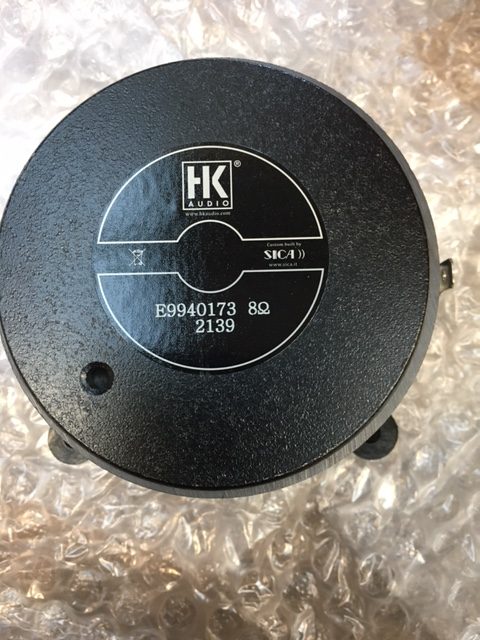 HK®
AUDIO
www.hkaudio.com
Custom built by
SICA))
www.sica.it
E9940173 8Ω
2139